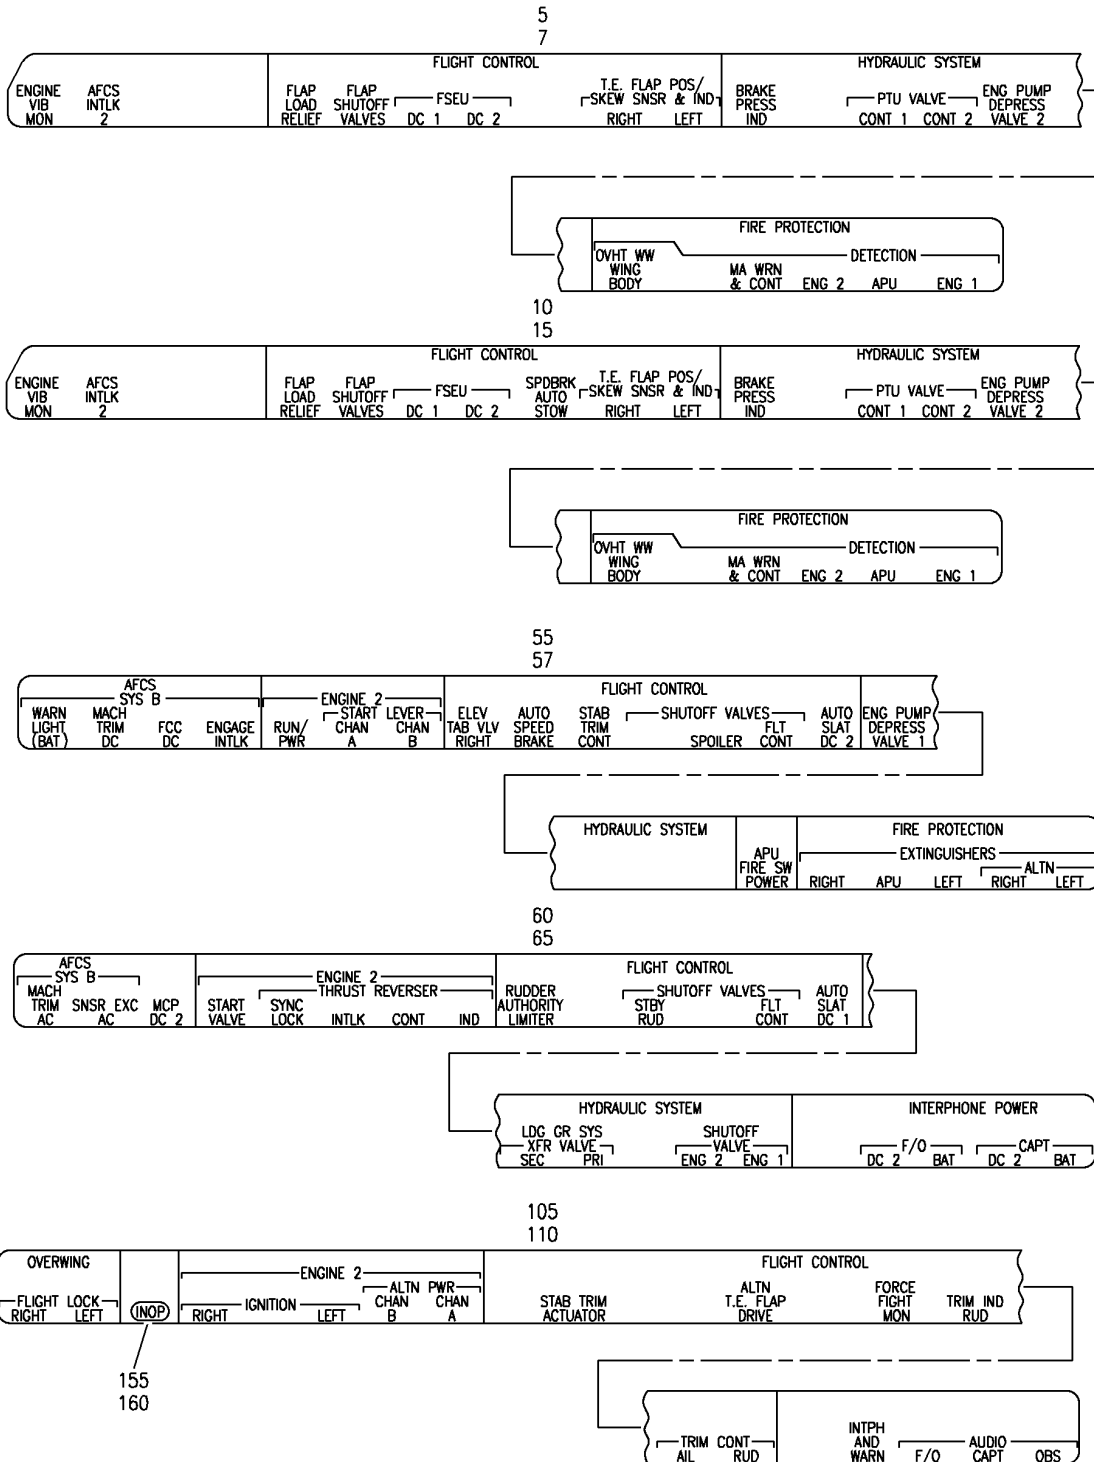 5
7
FLIGHT CONTROL HYDRAULIC SYSTEM
ENGINE AFCS FLAP FLAP T.E. FLAP POS/ BRAKE ENG PUMP
VIB INTLK LOAD SHUTOFF FSEU SKEW SNSR & IND PRESS PTU VALVE DEPRESS
MON 2 RELIEF VALVES DC 1 DC 2 RIGHT LEFT IND CONT 1 CONT 2 VALVE 2
FIRE PROTECTION
OVHT WW DETECTION
WING MA WRN
BODY & CONT ENG 2 APU ENG 1
10
15
FLIGHT CONTROL HYDRAULIC SYSTEM
ENGINE AFCS FLAP FLAP SPDBRK T.E. FLAP POS/ BRAKE ENG PUMP
VIB INTLK LOAD SHUTOFF FSEU AUTO SKEW SNSR & IND PRESS PTU VALVE DEPRESS
MON 2 RELIEF VALVES DC 1 DC 2 STOW RIGHT LEFT IND CONT 1 CONT 2 VALVE 2
FIRE PROTECTION
OVHT WW DETECTION
WING MA WRN
BODY & CONT ENG 2 APU ENG 1
55
57
AFCS FLIGHT CONTROL
SYS B ENGINE 2
WARN MACH START LEVER ELEV AUTO STAB SHUTOFF VALVES AUTO ENG PUMP
LIGHT TRIM FCC ENGAGE RUN/ CHAN CHAN TAB VLV SPEED TRIM FLT SLAT DEPRESS
(BAT) DC DC INTLK PWR A B RIGHT BRAKE CONT SPOILER CONT DC 2 VALVE 1
HYDRAULIC SYSTEM FIRE PROTECTION
APU EXTINGUISHERS
FIRE SW ALTN
POWER RIGHT APU LEFT RIGHT LEFT
60
65
AFCS FLIGHT CONTROL
SYS B ENGINE 2
MACH THRUST REVERSER RUDDER SHUTOFF VALVES AUTO
TRIM SNSR EXC MCP START SYNC AUTHORITY STBY FLT SLAT
AC AC DC 2 VALVE LOCK INTLK CONT IND LIMITER RUD CONT DC 1
HYDRAULIC SYSTEM INTERPHONE POWER
LDG GR SYS SHUTOFF
XFR VALVE VALVE F/O CAPT
SEC PRI ENG 2 ENG 1 DC 2 BAT DC 2 BAT
105
110
OVERWING FLIGHT CONTROL
ENGINE 2
ALTN PWR ALTN FORCE
FLIGHT LOCK IGNITION CHAN CHAN STAB TRIM T.E. FLAP FIGHT TRIM IND
RIGHT LEFT INOP RIGHT LEFT B A ACTUATOR DRIVE MON RUD
155
160
INTPH
TRIM CONT AND AUDIO
AIL RUD WARN F/O CAPT OBS